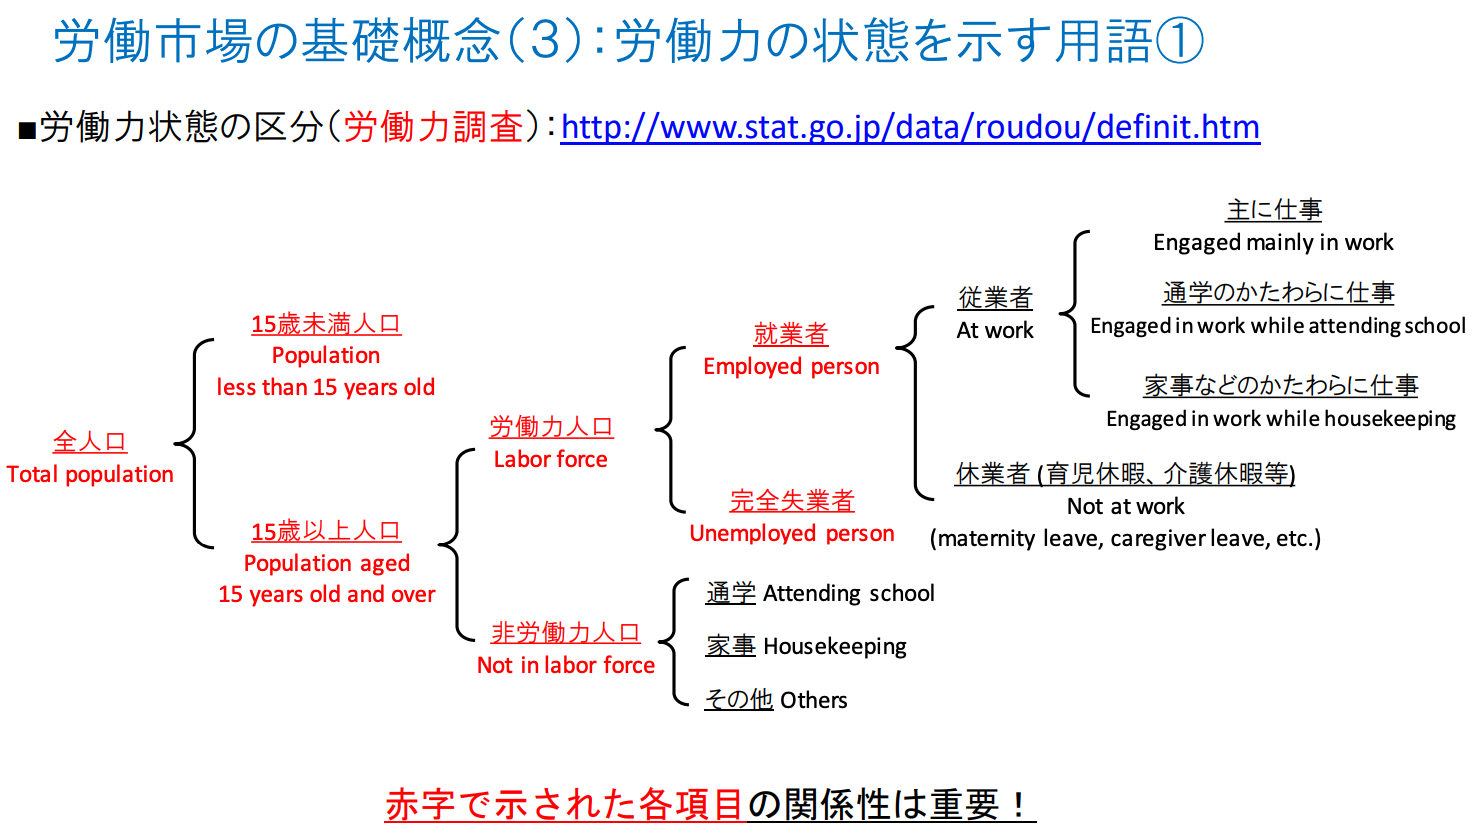 労働市場の基礎概念(3):労働力の状態を示す用語①
■労働力状態の区分(労働力調査):http://www.stat.go.jp/data/roudou/definit.htm
全人口
Total population
15歳未満人口
Population
less than 15 years old
15歳以上人口
Population aged
15 years old and over
労働力人口
Labor force
非労働力人口
Not in labor force
就業者
Employed person
完全失業者
Unemployed person
通学 Attending school
家事 Housekeeping
その他 Others
従業者
At work
休業者 (育児休暇、介護休暇等)
Not at work
(maternity leave, caregiver leave, etc.)
主に仕事
Engaged mainly in work
通学のかたわらに仕事
Engaged in work while attending school
家事などのかたわらに仕事
Engaged in work while housekeeping
赤字で示された各項目の関係性は重要!